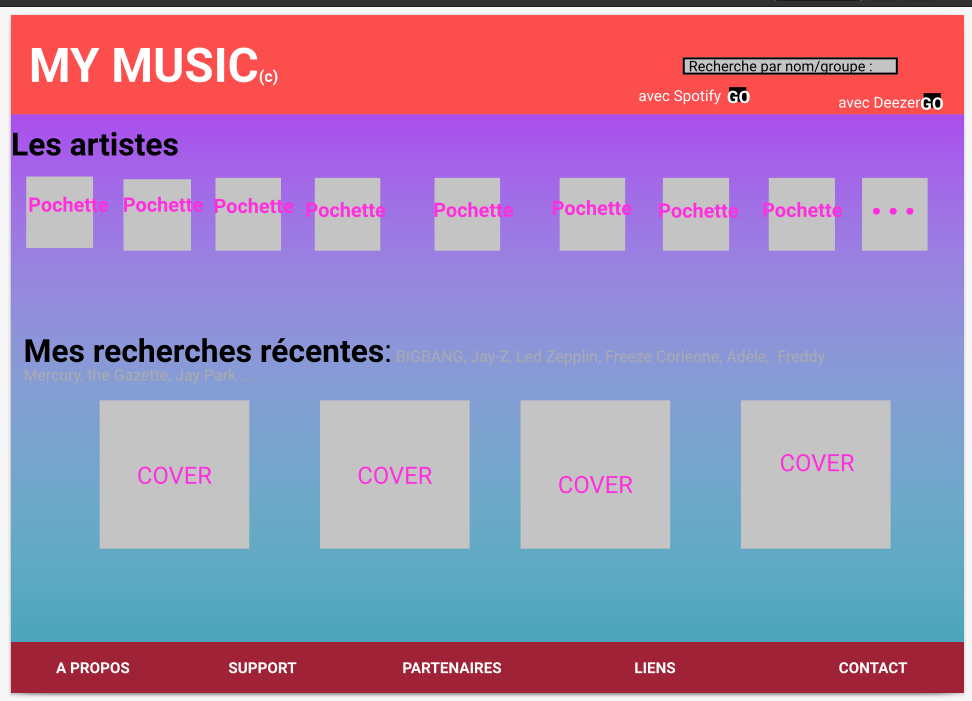 MY MUSIC(c)
Recherche par nom/groupe :
avec Spotify GO
avec Deezer GO
Les artistes
Pochette Pochette Pochette Pochette Pochette Pochette Pochette Pochette • • •
Mes recherches récentes: BIGBANG, Jay-Z, Led Zepplin, Freeze Corleone, Adèle, Freddy
Mercury, the Gazette, Jay Park ...
COVER COVER COVER COVER
A PROPOS SUPPORT PARTENAIRES LIENS CONTACT